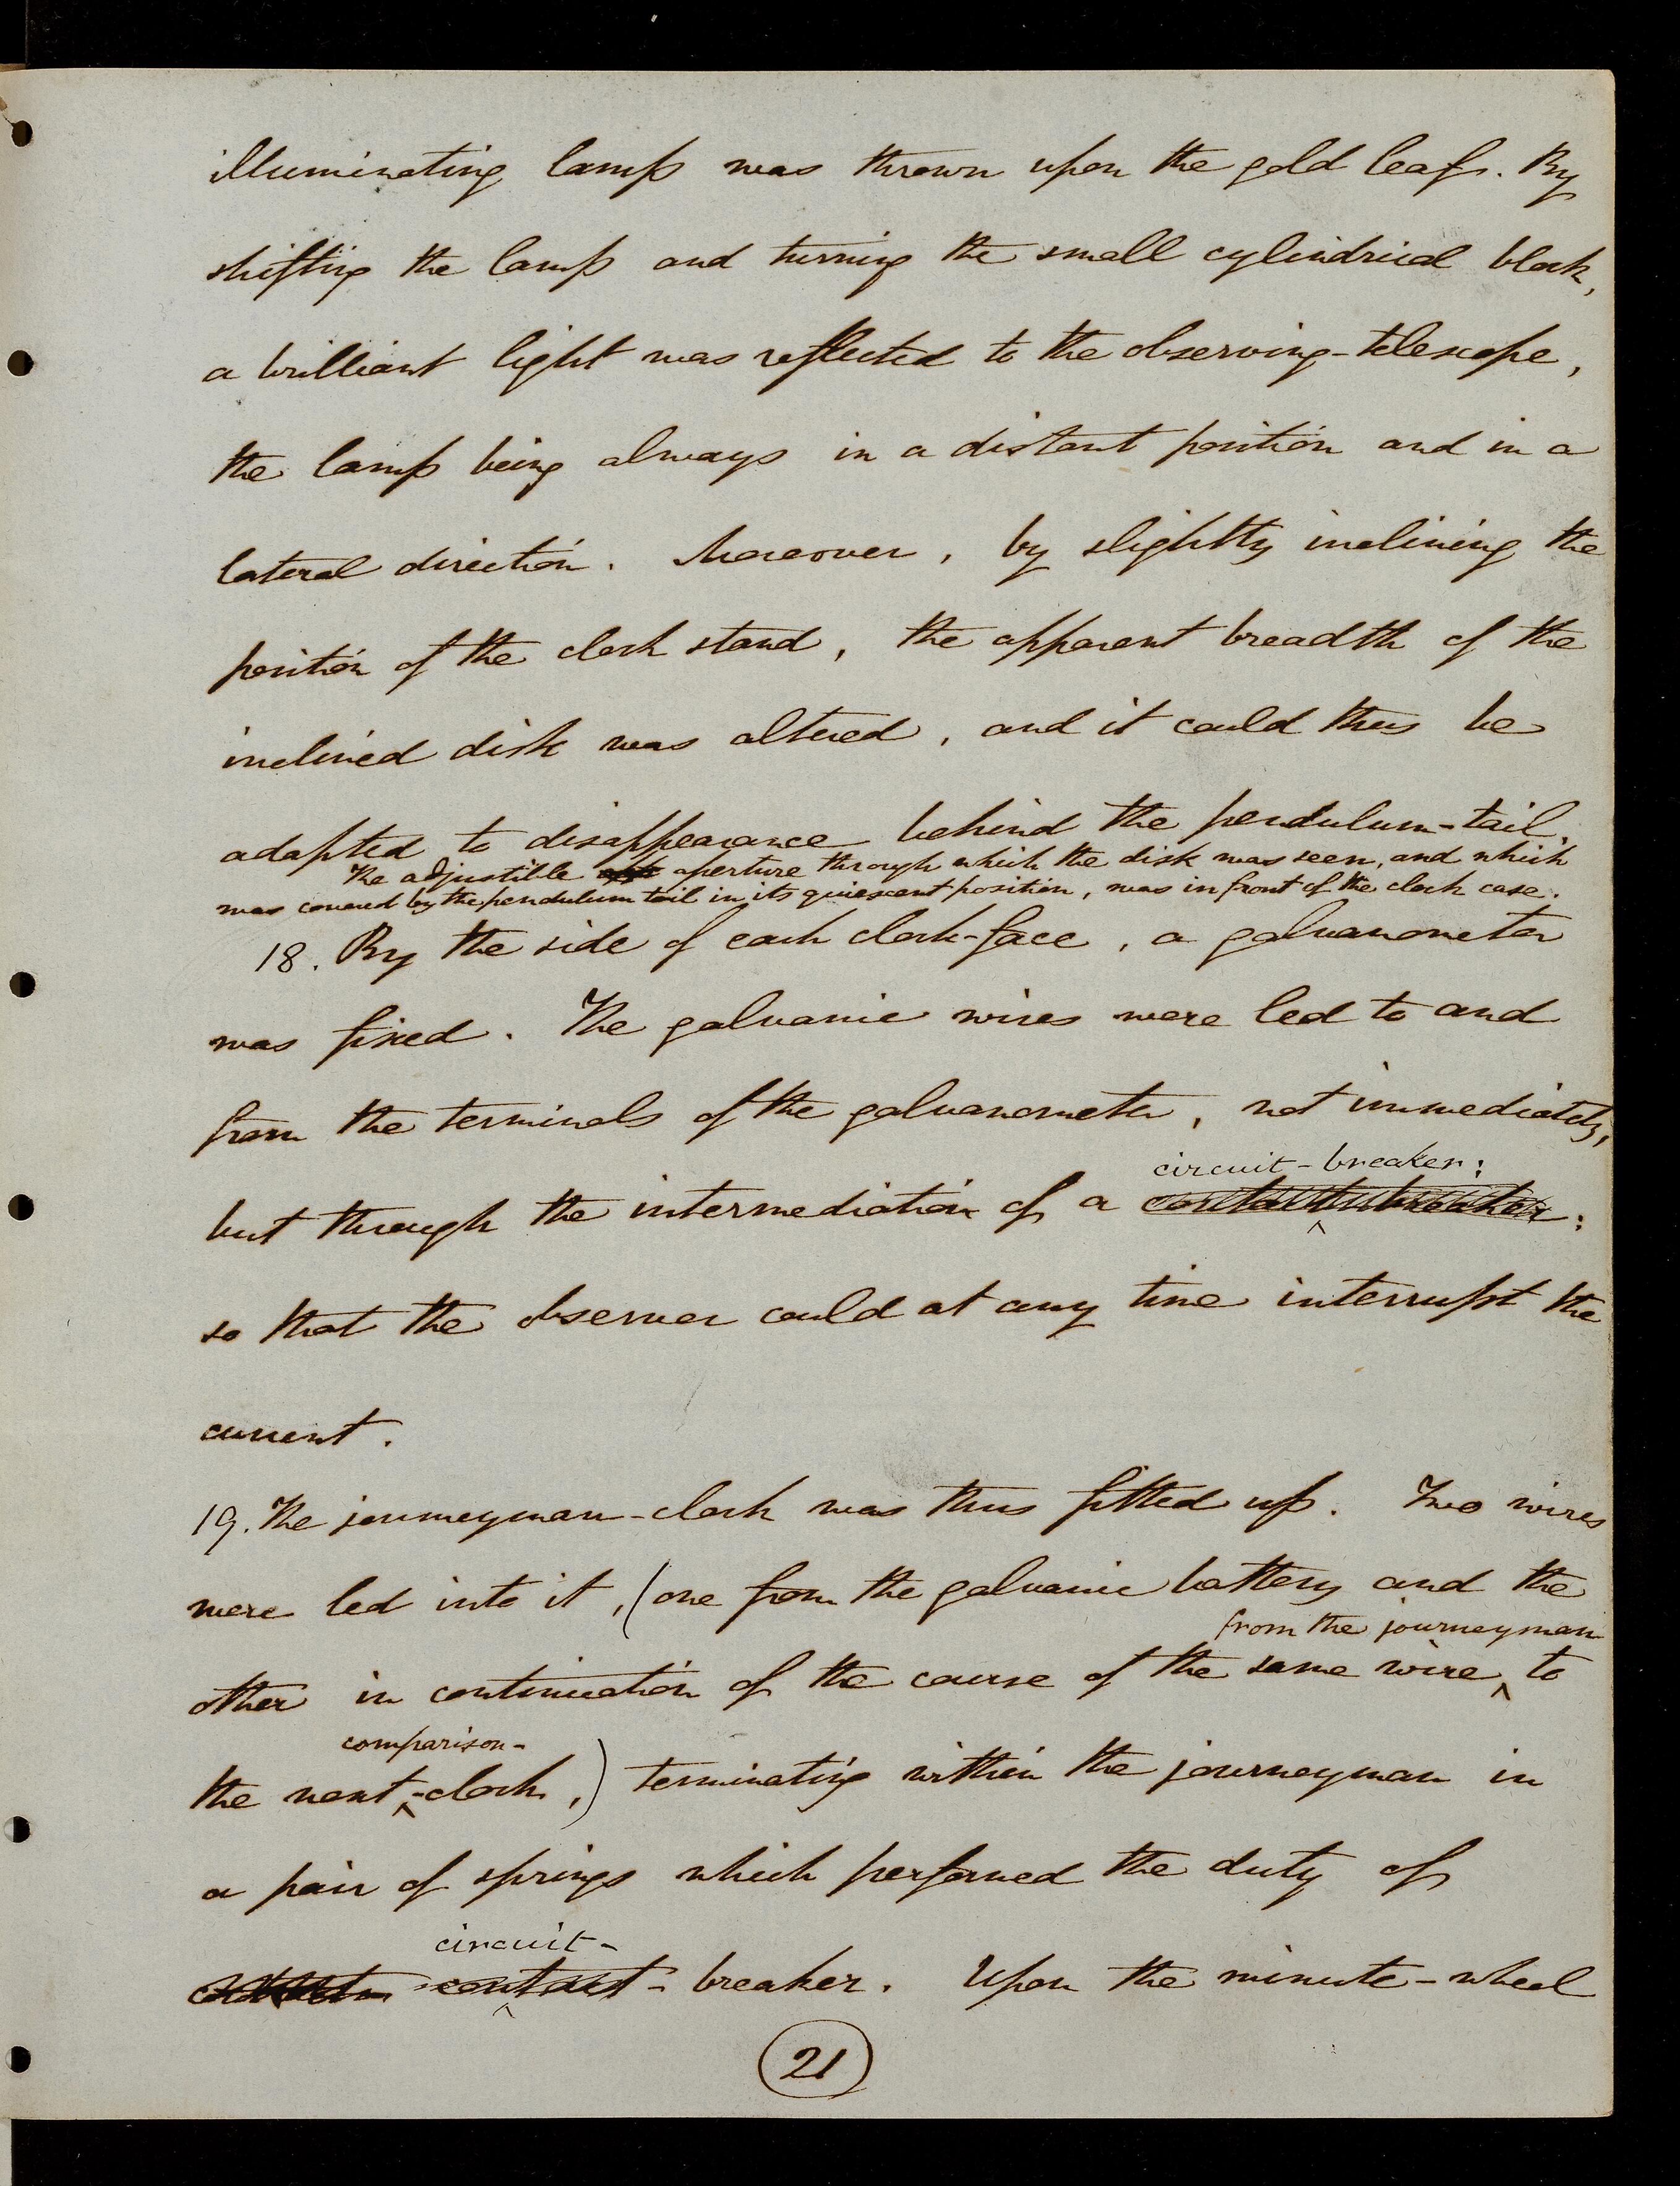 illuminating lamp was thrown upon the gold leaf. By
shifting the lamp and turning the small cylindrical block,
a brilliant light was reflected to the observing-telescope,
the lamp being always in a distant position and in a
lateral direction. Moreover, by slightly inclining the
position of the clock stand, the apparent breadth of the
inclined disk was altered, and it could thus be
adapted to disappearance behind the pendulum-tail.
The adjustible aperture through which the disk was seen, and which
was covered by the pendulum tail in its quiescent position, was in front of the clock case.
18. By the side of each clock-face, a galvanometer
was fixed. The galvanic wires were led to and
from the terminals of the galvanometer, not immediately,
circuit-breaker:
but through the intermediation of a contact-breaker:
so that the observer could at any time interrupt the
current.
19. The journeyman-clock was thus fitted up. Two wires
were led into it, (one from the galvanic battery and the
from the journeyman
other in continuation of the course of the same wire to
comparison-
the next -clock,) terminating within the journeyman in
a pair of springs which performed the duty of
circuit-
contact-breaker. Upon the minute-wheel
21